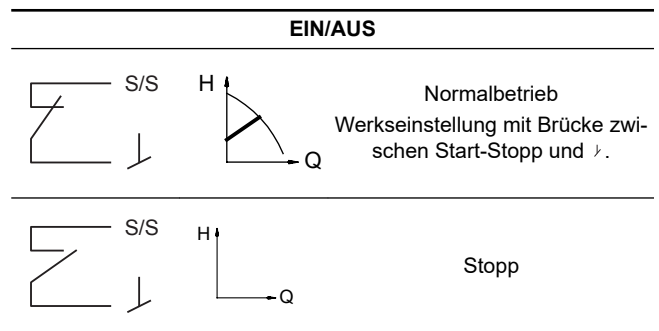 EIN/AUS
S/S
H
Q
Normalbetrieb
Werkseinstellung mit Brücke zwi-
schen Start-Stopp und .
S/S
H
Q
Stopp